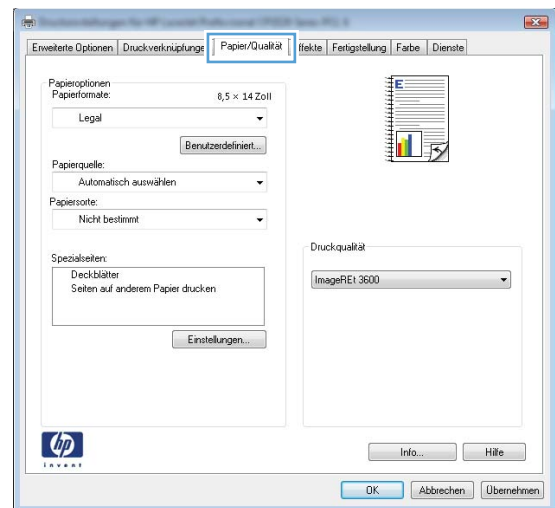 Erweiterte Optionen Druckverknüpfunge Papier/Qualität ffekte Fertigstellung Farbe Dienste
Papieroptionen
Papierformate: 8,5 × 14 Zoll
Legal
Benutzerdefiniert...
Papierquelle:
Automatisch auswählen
Papiersorte:
Nicht bestimmt
Spezialseiten:
Deckblätter
Seiten auf anderem Papier drucken
Einstellungen...
E
Druckqualität
ImageREt 3600
hp
invent
Info... Hilfe
OK Abbrechen Übernehmen